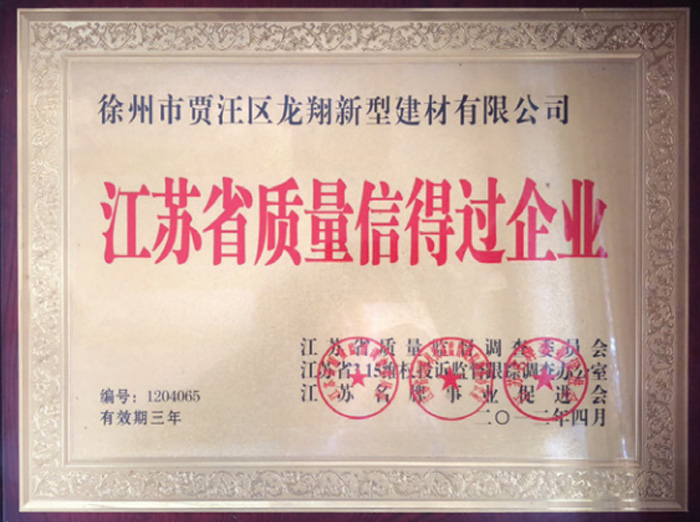 徐州市贾汪区龙翔新型建材有限公司
江苏省质量信得过企业
江苏省质量监督调查委员会
江苏省3.15维权投诉监督跟踪调查办公室
江苏省名牌事业促进会
编号：1204065
二〇一二年四月
有效期三年